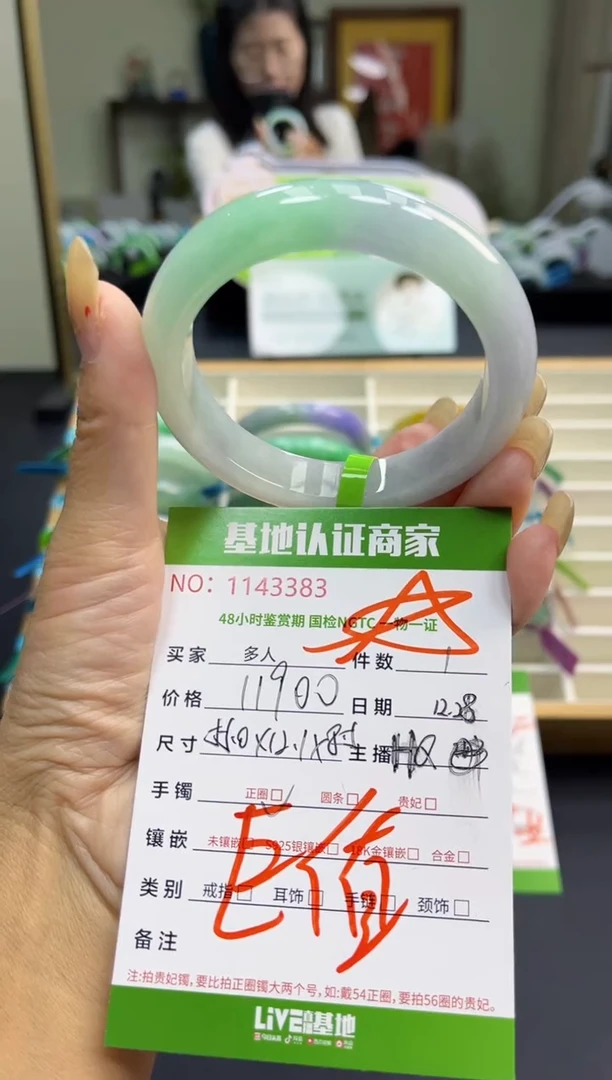 基地认证商家
NO：1143383
48小时鉴赏期 国检NGTC 一物一证
买家 多人 件数 1
价格 11900 日期 12.28
尺寸 主播 HQ
手镯 正圈□ 圆条□ 贵妃□
镶嵌 未镶嵌□ S925银镶嵌□ 18K金镶嵌□ 合金□
类别 戒指□ 耳饰□ 手链□ 颈饰□
E值
备注
注:拍贵妃镯,要比拍正圈镯大两个号,如:戴54正圈,要拍56圈的贵妃。
LIVE 基地